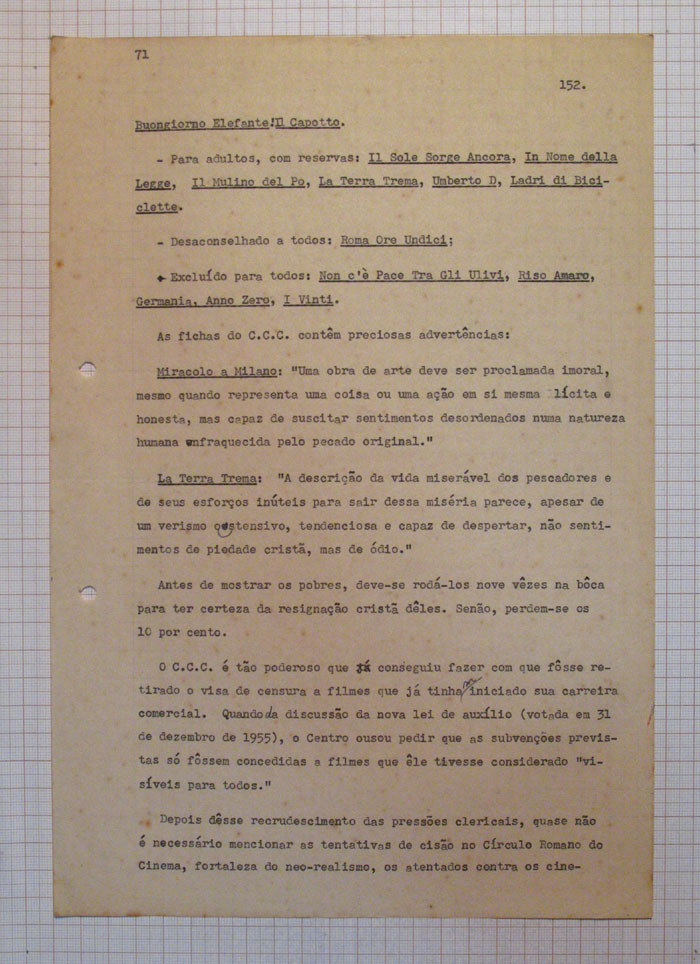 71
152.
Buongiorno Elefante! Il Capotto.
- Para adultos, com reservas: Il Sole Sorge Ancora, In Nome della
Legge, Il Mulino del Po, La Terra Trema, Umberto D, Ladri di Bici-
clette.
- Desaconselhado a todos: Roma Ore Undici;
- Excluído para todos: Non c'è Pace Tra Gli Ulivi, Riso Amaro,
Germania, Anno Zero, I Vinti.
As fichas do C.C.C. contêm preciosas advertências:
Miracolo a Milano: "Uma obra de arte deve ser proclamada imoral,
mesmo quando representa uma coisa ou uma ação em si mesma lícita e
honesta, mas capaz de suscitar sentimentos desordenados numa natureza
humana enfraquecida pelo pecado original."
La Terra Trema: "A descrição da vida miserável dos pescadores e
de seus esforços inúteis para sair dessa miséria parece, apesar de
um verismo ostensivo, tendenciosa e capaz de despertar, não senti-
mentos de piedade cristã, mas de ódio."
Antes de mostrar os pobres, deve-se rodá-los nove vêzes na bôca
para ter certeza da resignação cristã dêles. Senão, perdem-se os
10 por cento.
O C.C.C. é tão poderoso que já conseguiu fazer com que fôsse re-
tirado o visa de censura a filmes que já tinham iniciado sua carreira
comercial. Quando da discussão da nova lei de auxílio (votada em 31
de dezembro de 1955), o Centro ousou pedir que as subvenções previs-
tas só fôssem concedidas a filmes que êle tivesse considerado "vi-
síveis para todos."
Depois dêsse recrudescimento das pressões clericais, quase não
é necessário mencionar as tentativas de cisão no Círculo Romano do
Cinema, fortaleza do neo-realismo, os atentados contra os cine-